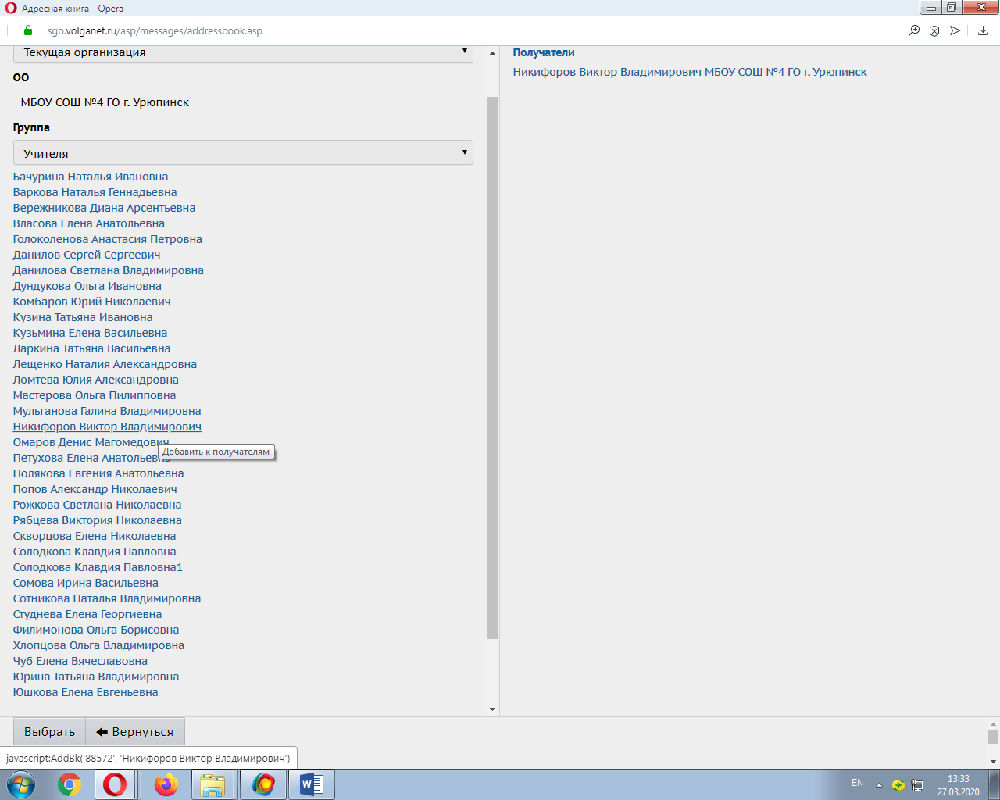 Адресная книга - Opera
sgo.volganet.ru/asp/messages/addressbook.asp
Текущая организация
ОО
МБОУ СОШ №4 ГО г. Урюпинск
Группа
Учителя
Бачурина Наталья Ивановна
Варкова Наталья Геннадьевна
Вережникова Диана Арсентьевна
Власова Елена Анатольевна
Голоколенова Анастасия Петровна
Данилов Сергей Сергеевич
Данилова Светлана Владимировна
Дундукова Ольга Ивановна
Комбаров Юрий Николаевич
Кузина Татьяна Ивановна
Кузьмина Елена Васильевна
Ларкина Татьяна Васильевна
Лещенко Наталия Александровна
Ломтева Юлия Александровна
Мастерова Ольга Пилипповна
Мульганова Галина Владимировна
Никифоров Виктор Владимирович
Омаров Денис Магомедович
Добавить к получателям
Петухова Елена Анатольевна
Полякова Евгения Анатольевна
Попов Александр Николаевич
Рожкова Светлана Николаевна
Рябцева Виктория Николаевна
Скворцова Елена Николаевна
Солодкова Клавдия Павловна
Солодкова Клавдия Павловна1
Сомова Ирина Васильевна
Сотникова Наталья Владимировна
Студнева Елена Георгиевна
Филимонова Ольга Борисовна
Хлопцова Ольга Владимировна
Чуб Елена Вячеславовна
Юрина Татьяна Владимировна
Юшкова Елена Евгеньевна
Получатели
Никифоров Виктор Владимирович МБОУ СОШ №4 ГО г. Урюпинск
Выбрать
Вернуться
javascript:AddBk('88572', 'Никифоров Виктор Владимирович')
EN
13:33
27.03.2020